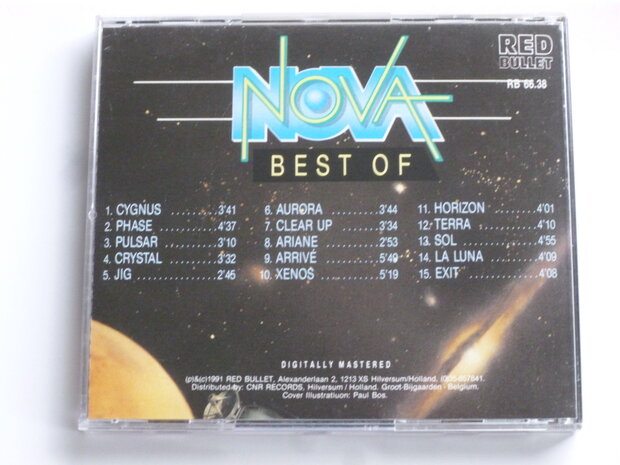 RED
BULLET
RB 66.38
NOVA
BEST OF
1. CYGNUS ........ 3'41
2. PHASE ......... 4'37
3. PULSAR ........ 3'10
4. CRYSTAL ....... 3'32
5. JIG ........... 2'45
6. AURORA ........ 3'44
7. CLEAR UP ...... 3'34
8. ARIANE ........ 2'53
9. ARRIVÉ ........ 5'49
10. XENOS ........ 5'19
11. HORIZON ...... 4'01
12. TERRA ........ 4'10
13. SOL .......... 4'55
14. LA LUNA ...... 4'09
15. EXIT ......... 4'08
DIGITALLY MASTERED
(p)&(c)1991 RED BULLET, Alexanderlaan 2, 1213 XS Hilversum/Holland, (0)35-857841.
Distributed by: CNR RECORDS, Hilversum / Holland. Groot-Bijgaarden - Belgium.
Cover Illustratiuon: Paul Bos.